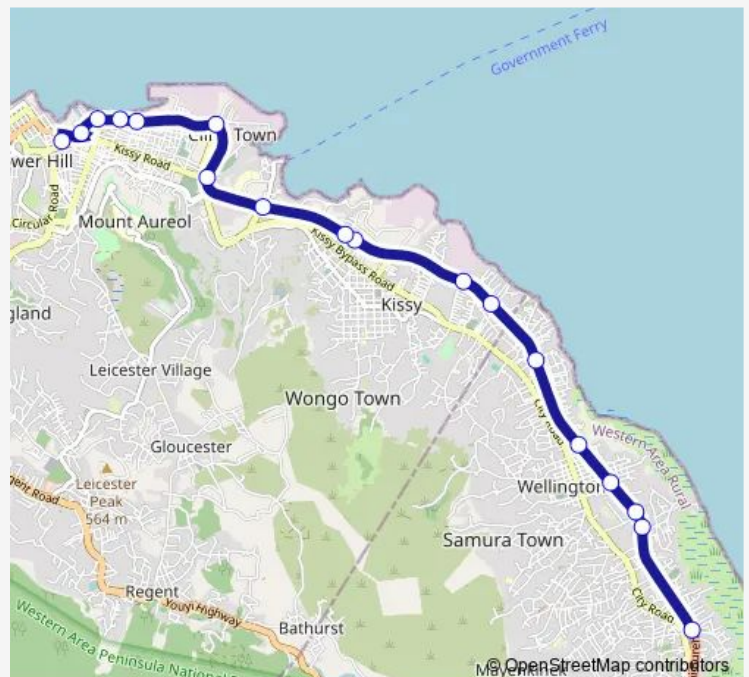 Government Ferry
Town
wer Hill
Kissy Road
Circular Road
Mount Aureol
Kissy Bypass Road
Kissy
gland
Leicester Village
Wongo Town
City Road
Gloucester
Western Area Rural
Leicester
Peak
564 m
Wellington
gent Road
Samura Town
Regent
City Road
Youyi Highway
Bathurst
Western Area Peninsula National
© OpenStreetMap contributors